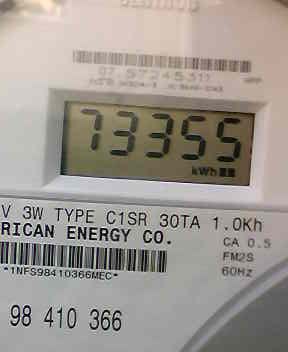 73355
kWh
V 3W TYPE C1SR 30TA 1.0Kh
RICAN ENERGY CO.
CA 0.5
FM2S
60Hz
*1NFS98410366MEC*
98 410 366